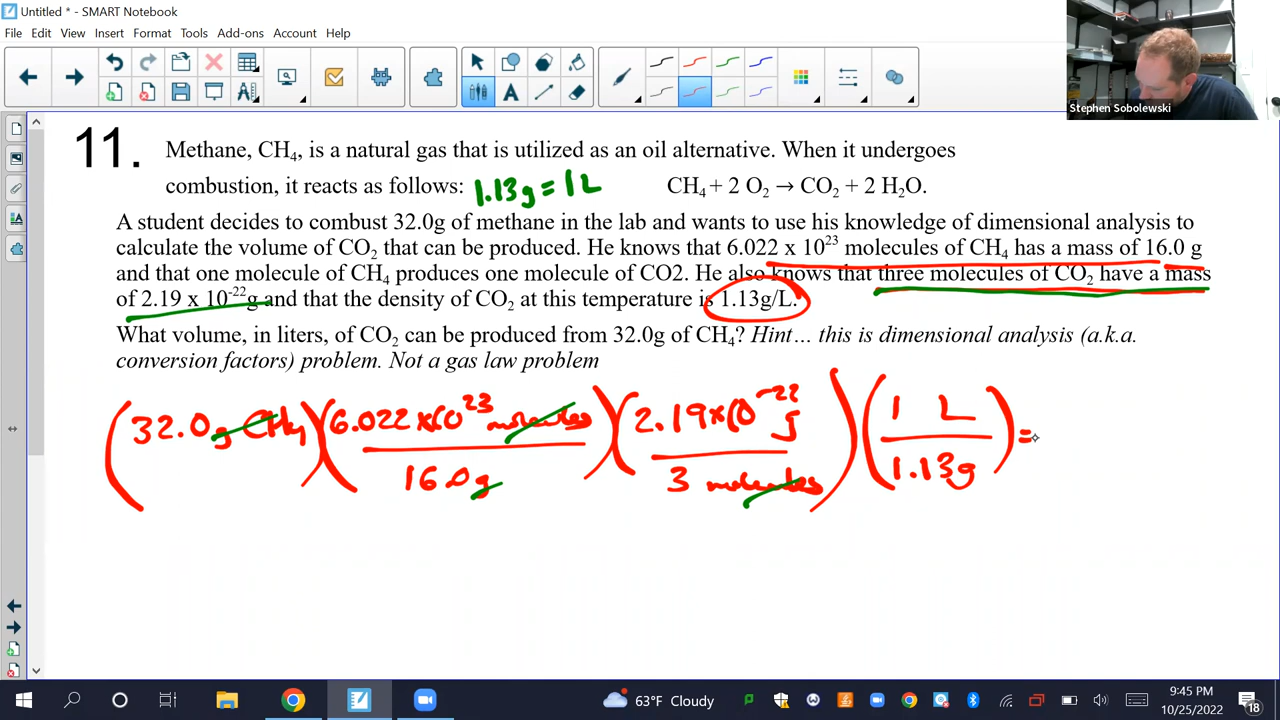 Untitled * - SMART Notebook
File Edit View Insert Format Tools Add-ons Account Help
Stephen Sobolewski
11. Methane, CH₄, is a natural gas that is utilized as an oil alternative. When it undergoes
combustion, it reacts as follows: 1.13g = 1L CH₄ + 2 O₂ → CO₂ + 2 H₂O.
A student decides to combust 32.0g of methane in the lab and wants to use his knowledge of dimensional analysis to
calculate the volume of CO₂ that can be produced. He knows that 6.022 x 10²³ molecules of CH₄ has a mass of 16.0 g
and that one molecule of CH₄ produces one molecule of CO2. He also knows that three molecules of CO₂ have a mass
of 2.19 x 10⁻²²g and that the density of CO₂ at this temperature is 1.13g/L.
What volume, in liters, of CO₂ can be produced from 32.0g of CH₄? Hint… this is dimensional analysis (a.k.a.
conversion factors) problem. Not a gas law problem
(32.0g CH₄)(6.022x10²³ molecules)(2.19x10⁻²² g)(1 L) =
16.0g 3 molecules 1.13g
63°F Cloudy
9:45 PM
10/25/2022
18